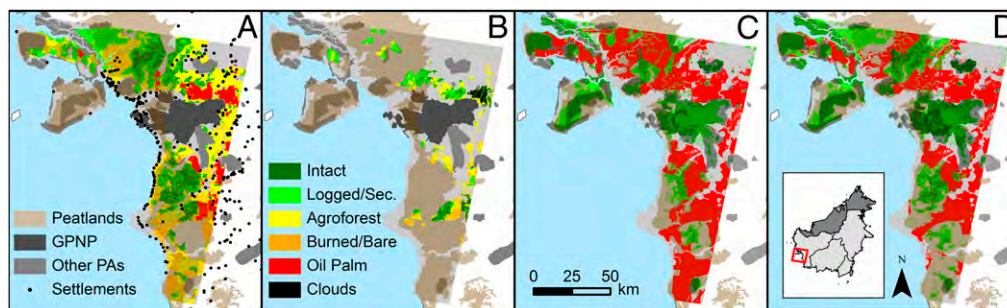 A
B
C
D
Peatlands
GPNP
Other PAs
Settlements
Intact
Logged/Sec.
Agroforest
Burned/Bare
Oil Palm
Clouds
0 25 50
km
N